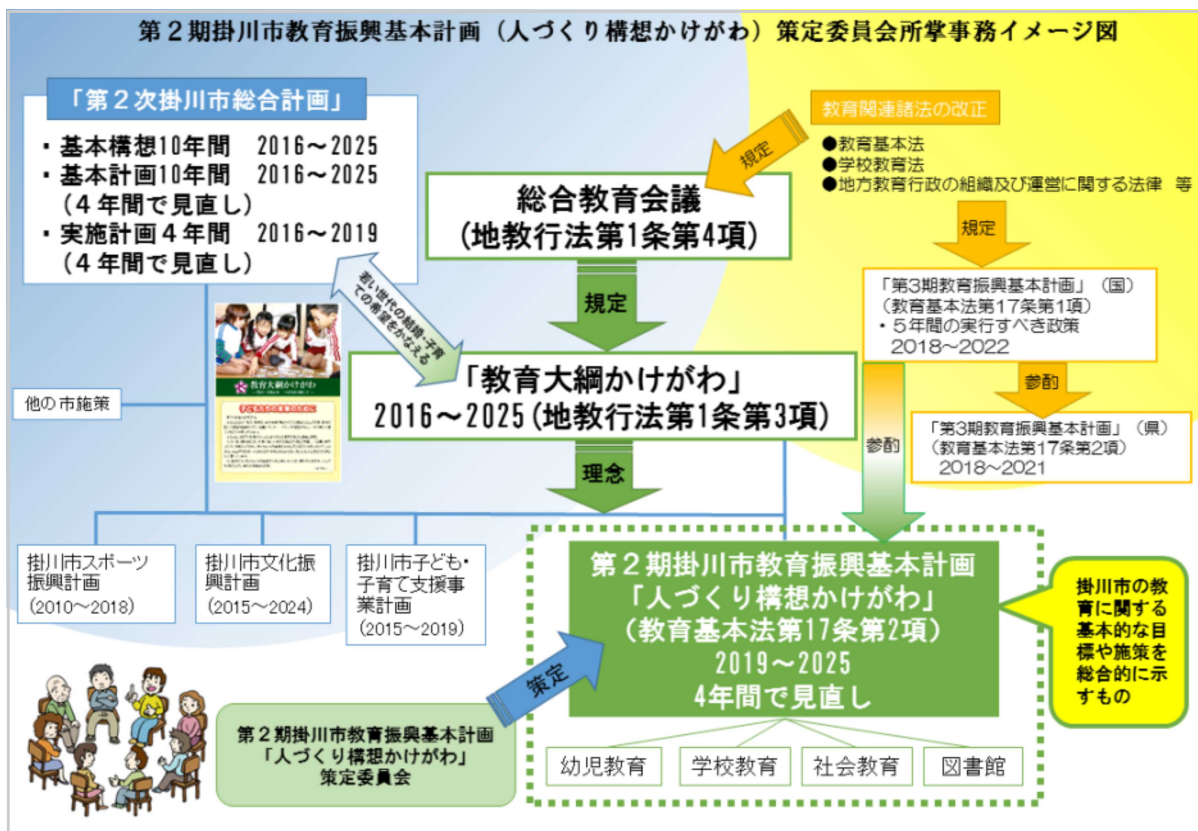 第２期掛川市教育振興基本計画（人づくり構想かけがわ）策定委員会所掌事務イメージ図
「第２次掛川市総合計画」
・基本構想10年間　2016～2025
・基本計画10年間　2016～2025
（４年間で見直し）
・実施計画４年間　2016～2019
（４年間で見直し）
教育関連諸法の改正
●教育基本法
●学校教育法
●地方教育行政の組織及び運営に関する法律　等
規定
総合教育会議
(地教行法第1条第4項)
規定
規定
「第3期教育振興基本計画」（国）
（教育基本法第17条第1項）
・５年間の実行すべき政策
2018～2022
若い世代の結婚・子育
ての希望をかなえる
教育大綱かけがわ
子どもたちの未来のために
「教育大綱かけがわ」
2016～2025(地教行法第1条第3項)
参酌
参酌
「第3期教育振興基本計画」（県）
（教育基本法第17条第2項）
2018～2021
他の市施策
理念
掛川市スポーツ
振興計画
（2010～2018）
掛川市文化振
興計画
（2015～2024）
掛川市子ども・
子育て支援事
業計画
（2015～2019）
第２期掛川市教育振興基本計画
「人づくり構想かけがわ」
（教育基本法第17条第2項）
2019～2025
4年間で見直し
掛川市の教
育に関する
基本的な目
標や施策を
総合的に示
すもの
策定
第２期掛川市教育振興基本計画
「人づくり構想かけがわ」
策定委員会
幼児教育
学校教育
社会教育
図書館